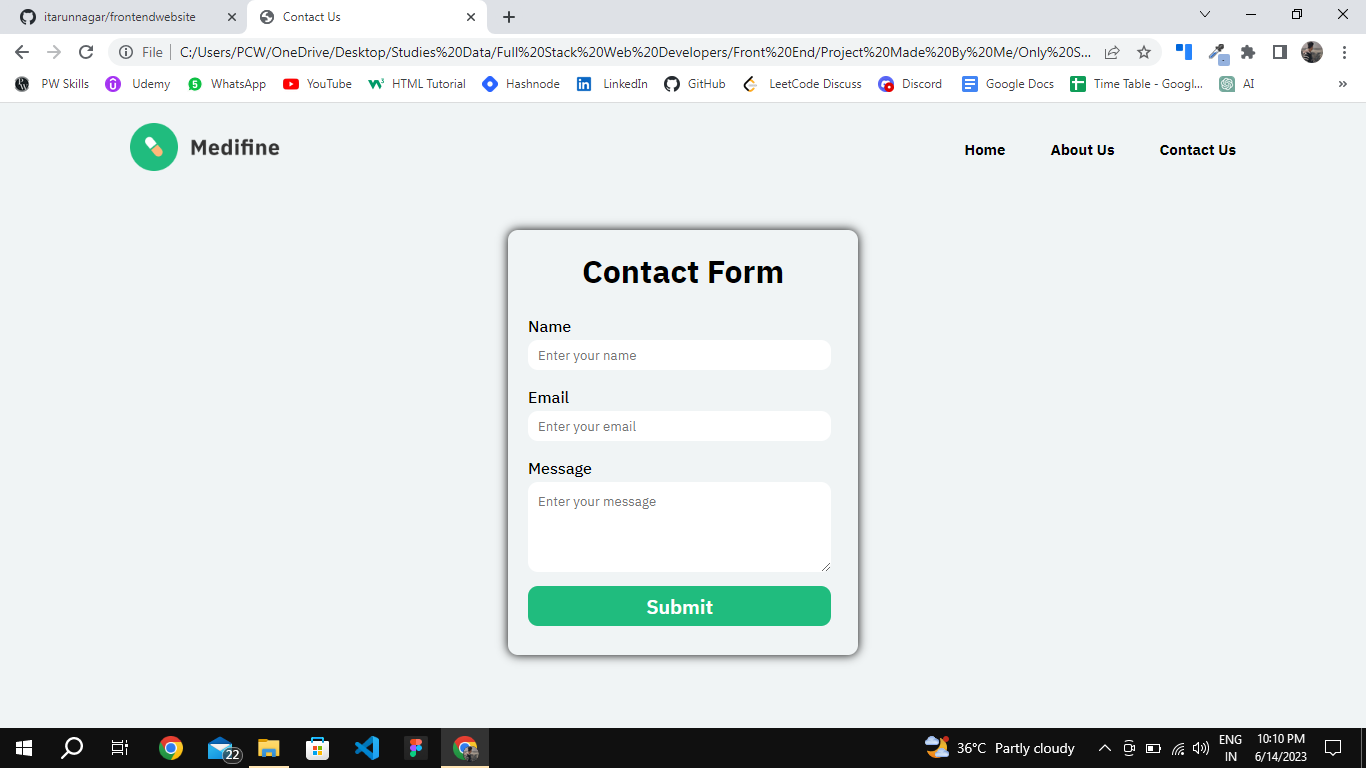 itarunnagar/frontendwebsite
Contact Us
File
C:/Users/PCW/OneDrive/Desktop/Studies%20Data/Full%20Stack%20Web%20Developers/Front%20End/Project%20Made%20By%20Me/Only%20S...
PW Skills
Udemy
WhatsApp
YouTube
HTML Tutorial
Hashnode
LinkedIn
GitHub
LeetCode Discuss
Discord
Google Docs
Time Table - Googl...
AI
Medifine
Home
About Us
Contact Us
Contact Form
Name
Enter your name
Email
Enter your email
Message
Enter your message
Submit
22
36°C Partly cloudy
ENG
IN
10:10 PM
6/14/2023